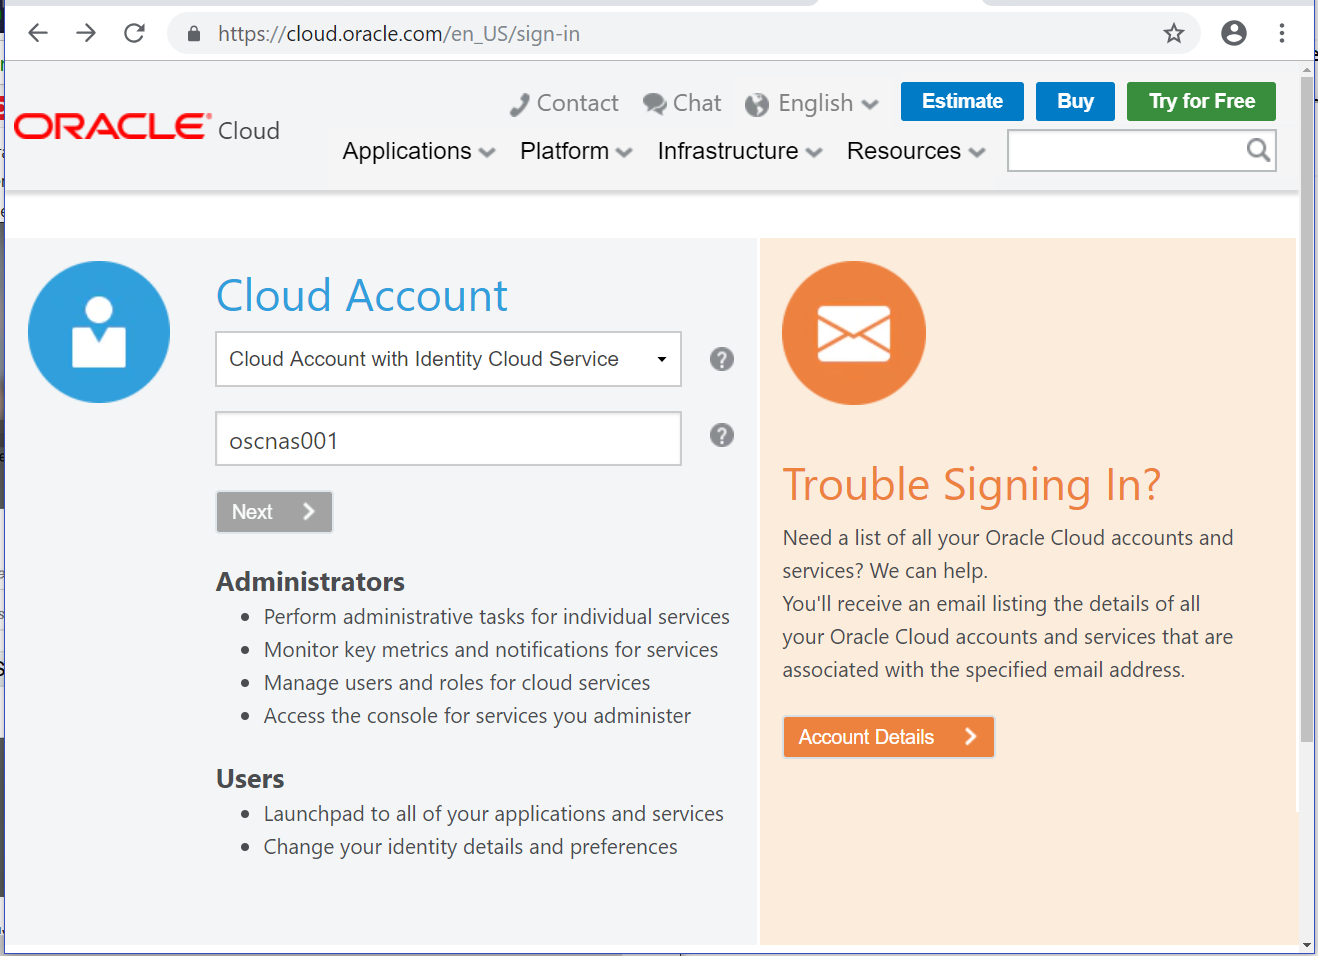 https://cloud.oracle.com/en_US/sign-in
Contact Chat English Estimate Buy Try for Free
ORACLE Cloud
Applications Platform Infrastructure Resources
Cloud Account
Cloud Account with Identity Cloud Service
?
oscnas001
?
Next
Administrators
• Perform administrative tasks for individual services
• Monitor key metrics and notifications for services
• Manage users and roles for cloud services
• Access the console for services you administer
Users
• Launchpad to all of your applications and services
• Change your identity details and preferences
Trouble Signing In?
Need a list of all your Oracle Cloud accounts and
services? We can help.
You'll receive an email listing the details of all
your Oracle Cloud accounts and services that are
associated with the specified email address.
Account Details